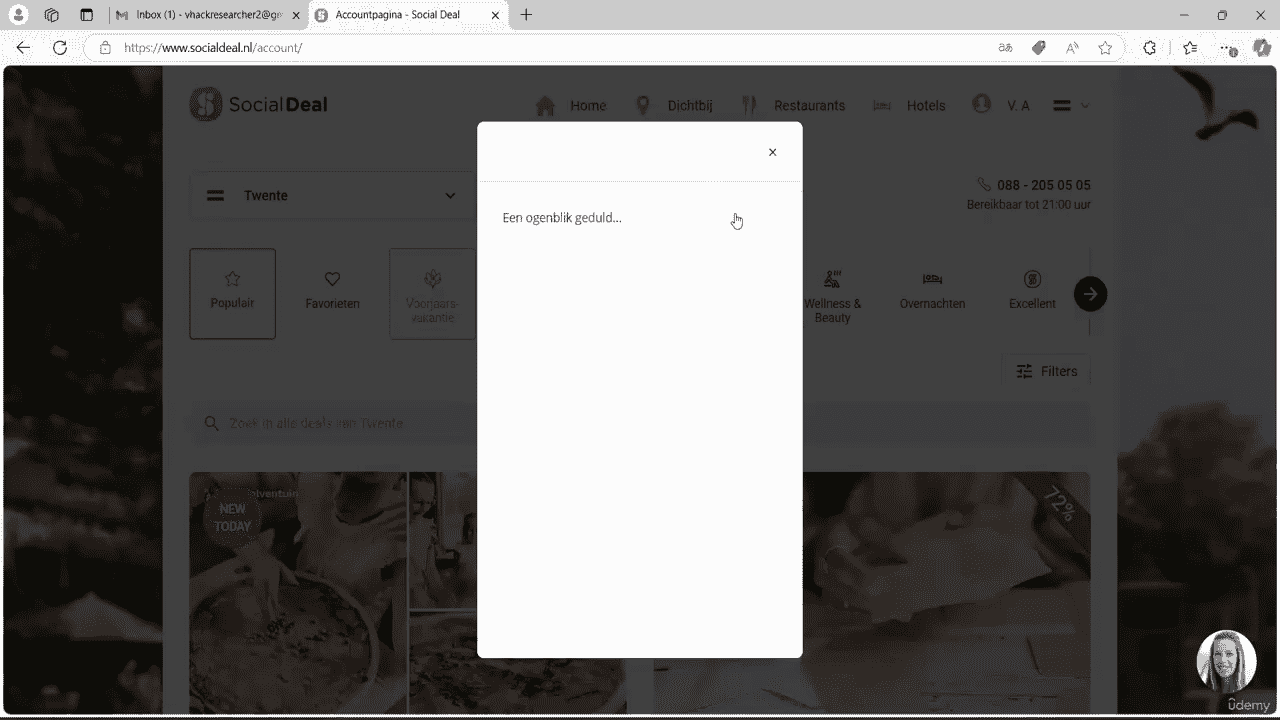 Inbox (1) - vhackresearcher2@gm
Accountpagina - Social Deal
https://www.socialdeal.nl/account/
SocialDeal
Home
Dichtbij
Restaurants
Hotels
V. A
Twente
088 - 205 05 05
Bereikbaar tot 21:00 uur
Een ogenblik geduld...
Populair
Favorieten
Voorjaars-
vakantie
Wellness &
Beauty
Overnachten
Excellent
Filters
Zoek in alle deals van Twente
NEW
TODAY
72%
ûdemy